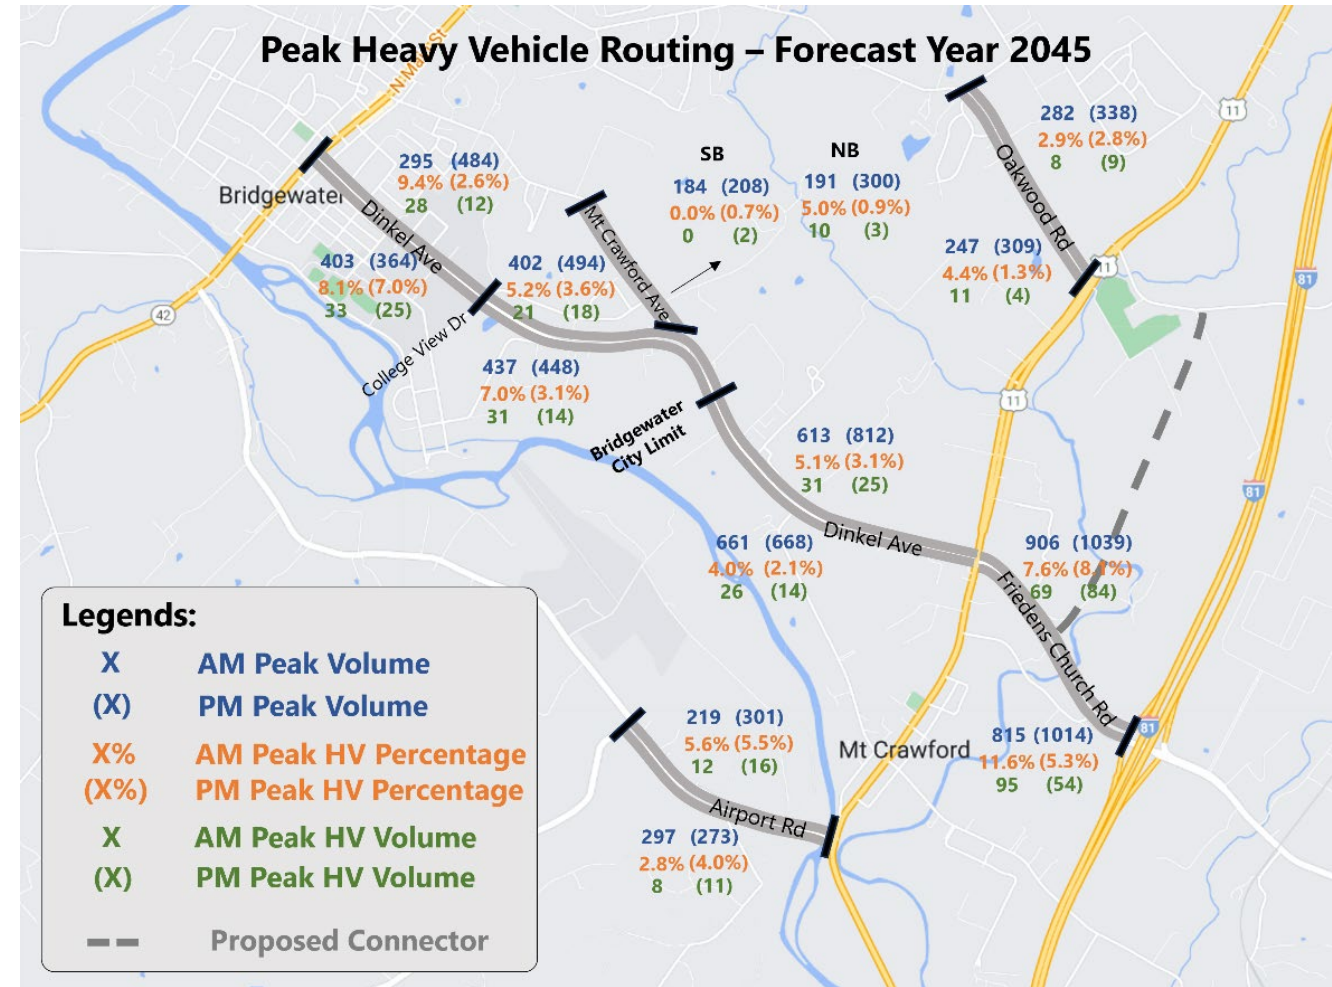 Peak Heavy Vehicle Routing – Forecast Year 2045
N Main St
11
282 (338)
2.9% (2.8%)
8 (9)
Oakwood Rd
SB
184 (208)
0.0% (0.7%)
0 (2)
NB
191 (300)
5.0% (0.9%)
10 (3)
295 (484)
9.4% (2.6%)
28 (12)
Bridgewater
Dinkel Ave
Mt Crawford Ave
247 (309)
4.4% (1.3%)
11 (4)
11
81
403 (364)
8.1% (7.0%)
33 (25)
402 (494)
5.2% (3.6%)
21 (18)
42
College View Dr
437 (448)
7.0% (3.1%)
31 (14)
11
Bridgewater
City Limit
613 (812)
5.1% (3.1%)
31 (25)
81
Dinkel Ave
661 (668)
4.0% (2.1%)
26 (14)
906 (1039)
7.6% (8.1%)
69 (84)
Friedens Church Rd
81
219 (301)
5.6% (5.5%)
12 (16)
Mt Crawford
815 (1014)
11.6% (5.3%)
95 (54)
Airport Rd
297 (273)
2.8% (4.0%)
8 (11)
Legends:
X AM Peak Volume
(X) PM Peak Volume
X% AM Peak HV Percentage
(X%) PM Peak HV Percentage
X AM Peak HV Volume
(X) PM Peak HV Volume
Proposed Connector